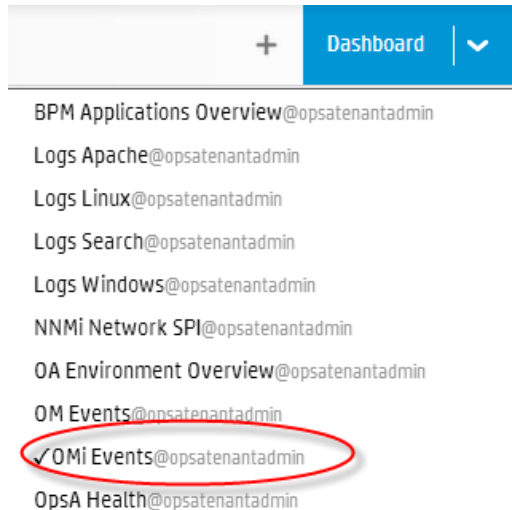 + Dashboard
BPM Applications Overview@opsatenantadmin
Logs Apache@opsatenantadmin
Logs Linux@opsatenantadmin
Logs Search@opsatenantadmin
Logs Windows@opsatenantadmin
NNMi Network SPI@opsatenantadmin
OA Environment Overview@opsatenantadmin
OM Events@opsatenantadmin
✓OMi Events@opsatenantadmin
OpsA Health@opsatenantadmin